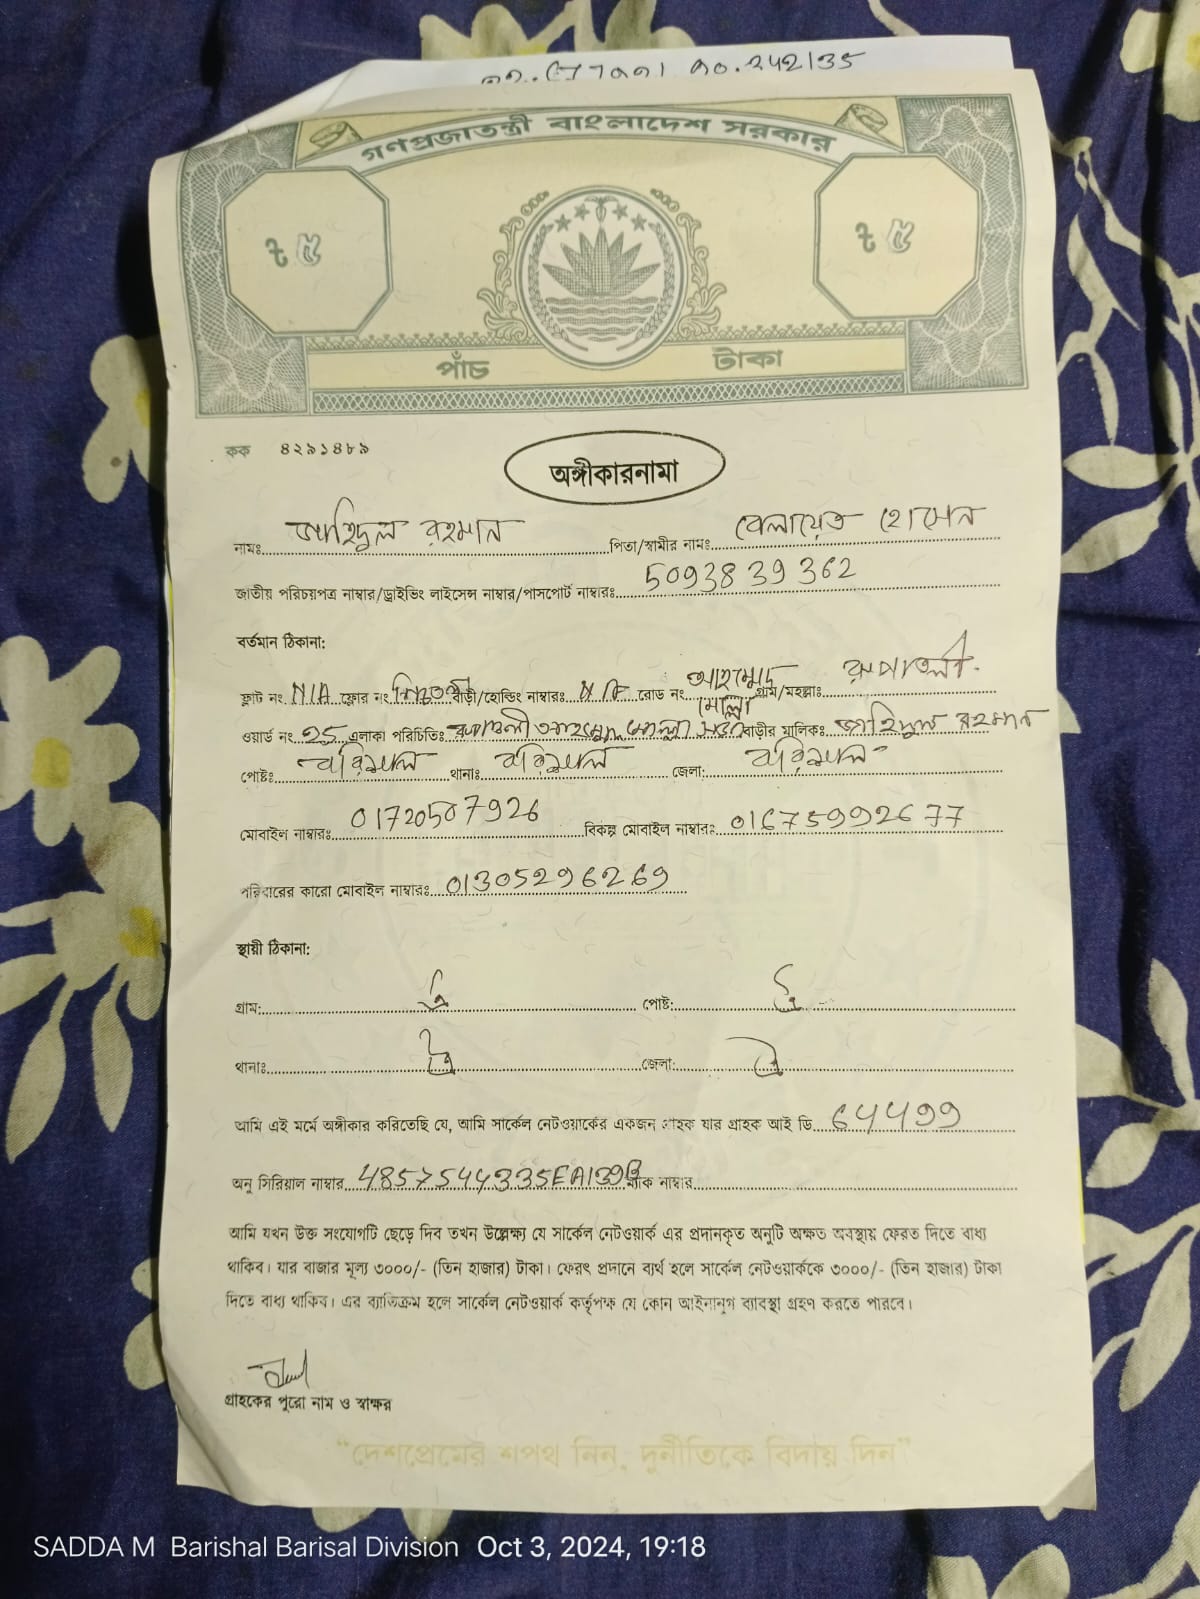 গণপ্রজাতন্ত্রী বাংলাদেশ সরকার
৳ ৫ ৳ ৫
পাঁচ টাকা
কক ৪২৯১৪৮৯
অঙ্গীকারনামা
নামঃ জাহিদুল রহমান পিতা/স্বামীর নামঃ বেলায়েত হোসেন
জাতীয় পরিচয়পত্র নাম্বার/ড্রাইভিং লাইসেন্স নাম্বার/পাসপোর্ট নাম্বারঃ 5093839362
বর্তমান ঠিকানা:
ফ্লাট নং N/A ফ্লোর নং নিচতলা বাড়ী/হোল্ডিং নাম্বারঃ N/A রোড নং আহম্মেদ মোল্লা গ্রাম/মহল্লাঃ রুপাতলী
ওয়ার্ড নং 25 এলাকা পরিচিতিঃ রুপাতলী আহম্মেদ মোল্লা সড়ক বাড়ীর মালিকঃ জাহিদুল রহমান
পোষ্টঃ বরিশাল থানাঃ বরিশাল জেলা: বরিশাল
মোবাইল নাম্বারঃ 01720507926 বিকল্প মোবাইল নাম্বারঃ 01675992677
পরিবারের কারো মোবাইল নাম্বারঃ 01305296269
স্থায়ী ঠিকানা:
গ্রাম: ঐ পোষ্ট: ঐ
থানাঃ ঐ জেলা: ঐ
আমি এই মর্মে অঙ্গীকার করিতেছি যে, আমি সার্কেল নেটওয়ার্কের একজন গ্রাহক যার গ্রাহক আই ডি 64499
অনু সিরিয়াল নাম্বার 4857544335EA139B ম্যাক নাম্বার
আমি যখন উক্ত সংযোগটি ছেড়ে দিব তখন উল্লেক্ষ্য যে সার্কেল নেটওয়ার্ক এর প্রদানকৃত অনুটি অক্ষত অবস্থায় ফেরত দিতে বাধ্য
থাকিব। যার বাজার মূল্য ৩০০০/- (তিন হাজার) টাকা। ফেরৎ প্রদানে ব্যর্থ হলে সার্কেল নেটওয়ার্ককে ৩০০০/- (তিন হাজার) টাকা
দিতে বাধ্য থাকিব। এর ব্যতিক্রম হলে সার্কেল নেটওয়ার্ক কর্তৃপক্ষ যে কোন আইনানুগ ব্যাবস্থা গ্রহণ করতে পারবে।
গ্রাহকের পুরো নাম ও স্বাক্ষর
"দেশপ্রেমের শপথ নিন, দুর্নীতিকে বিদায় দিন"
SADDA M Barishal Barisal Division Oct 3, 2024, 19:18